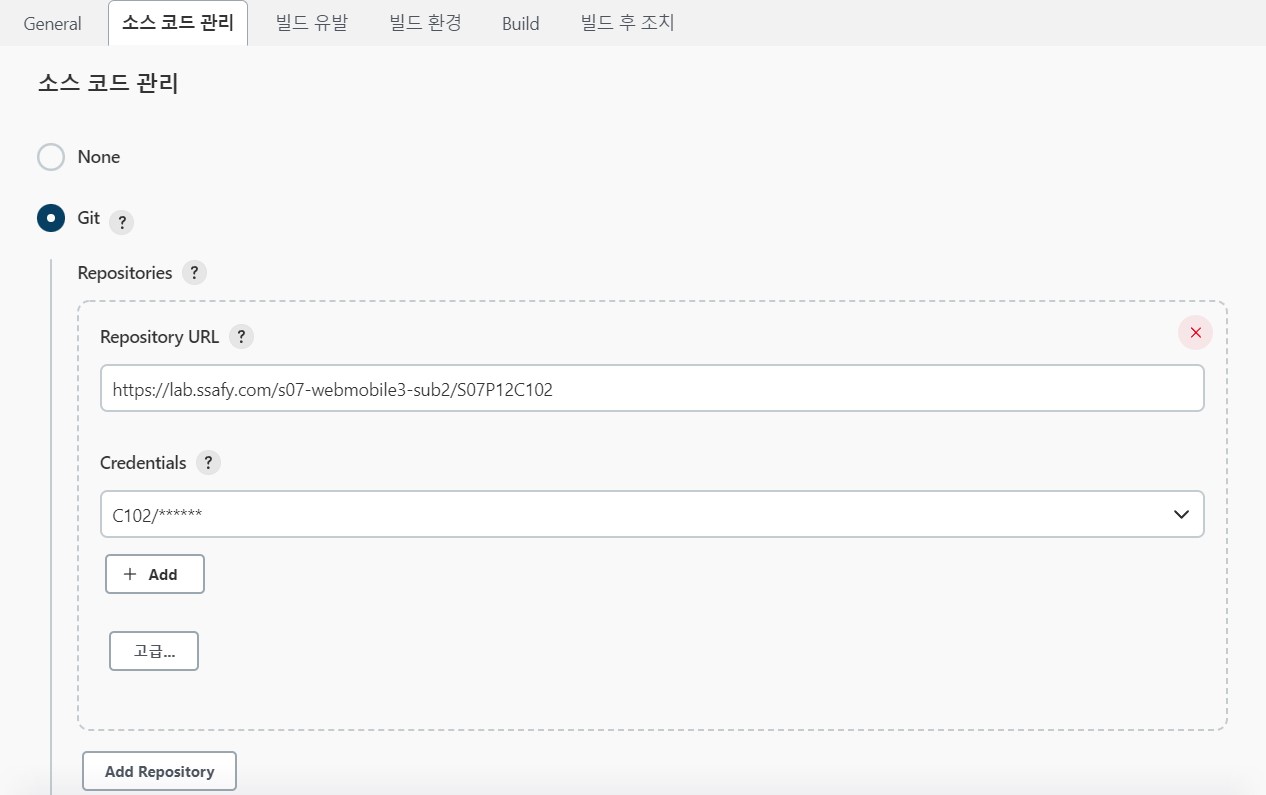 General 소스 코드 관리 빌드 유발 빌드 환경 Build 빌드 후 조치
소스 코드 관리
None
Git ?
Repositories ?
Repository URL ?
https://lab.ssafy.com/s07-webmobile3-sub2/S07P12C102
Credentials ?
C102/******
+ Add
고급...
Add Repository